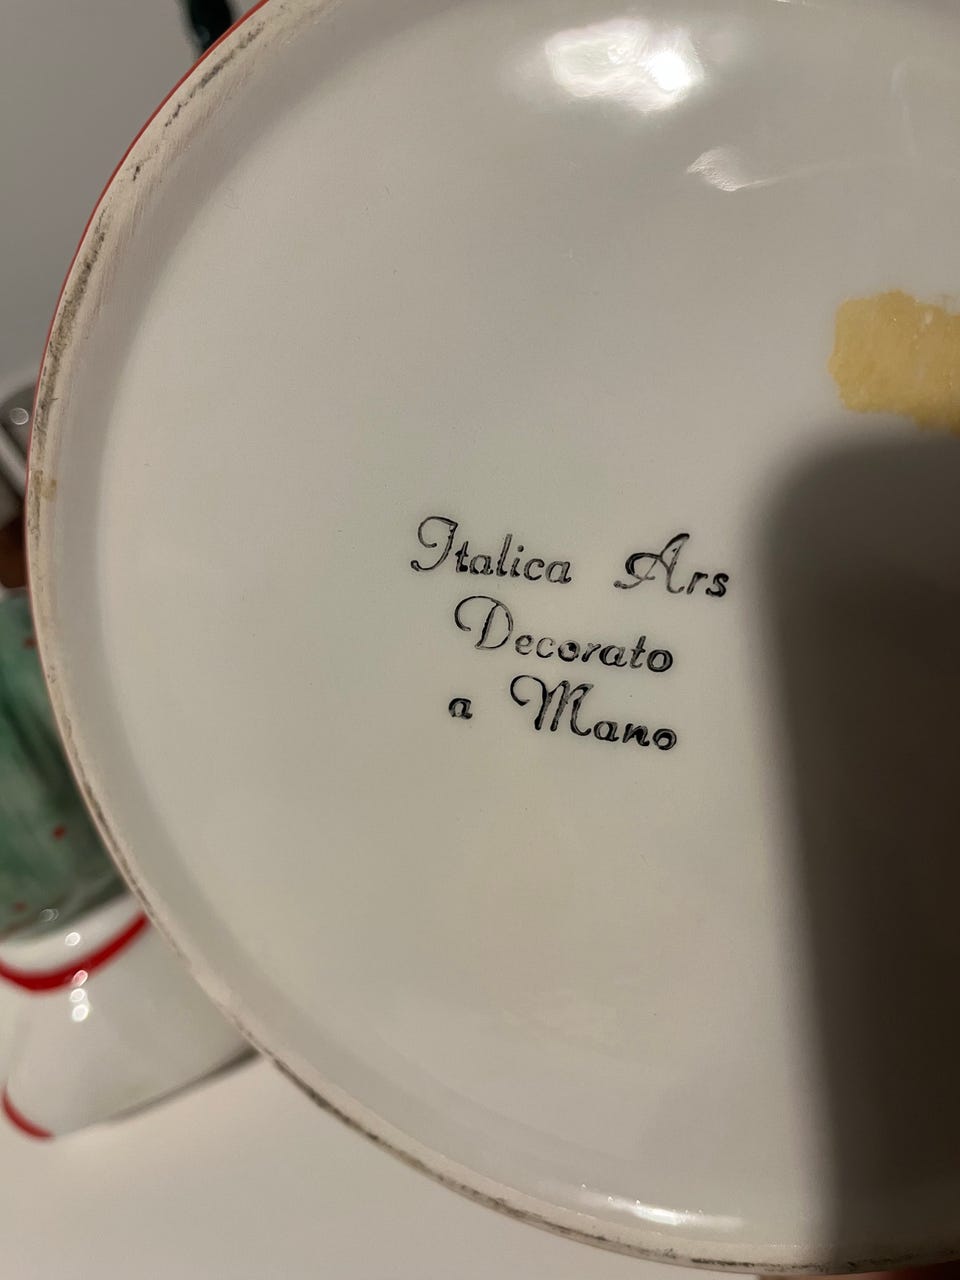 Italica Ars
Decorato
a Mano